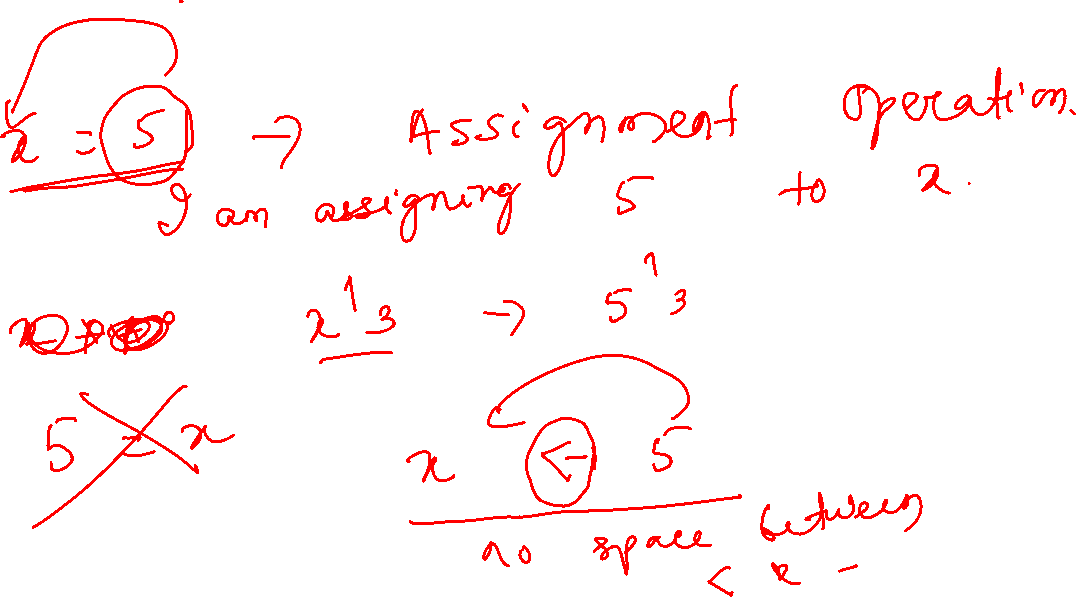 x = 5 → Assignment operation.
I am assigning 5 to x.
x^3 → 5^3
5 = x
x <- 5
no space between
< & -